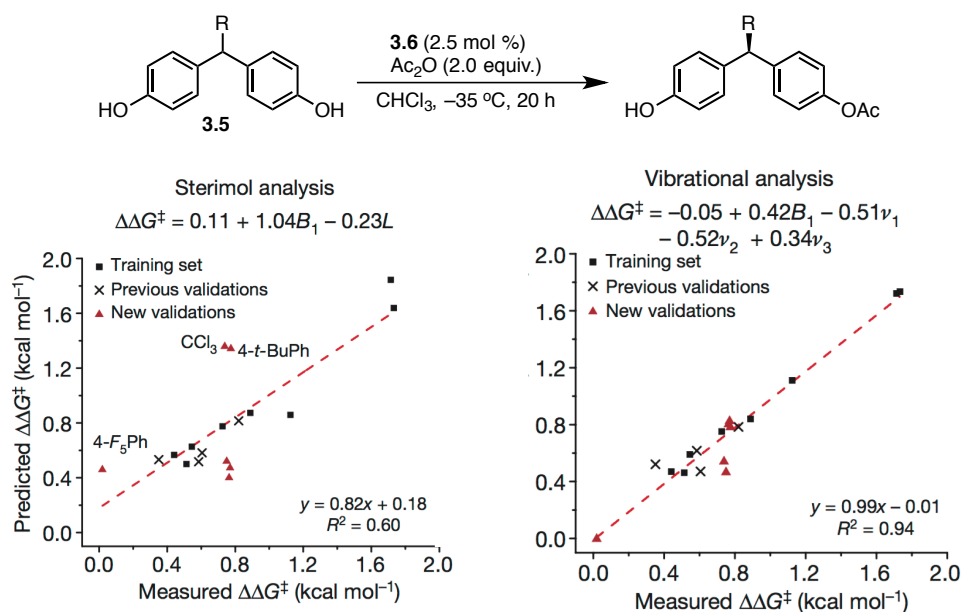 R
3.6 (2.5 mol %)
Ac₂O (2.0 equiv.)
CHCl₃, –35 ºC, 20 h
HO
OH
3.5
R
HO
OAc
Sterimol analysis
ΔΔG‡ = 0.11 + 1.04B₁ – 0.23L
Training set
Previous validations
New validations
CCl₃
4-t-BuPh
4-F₅Ph
y = 0.82x + 0.18
R² = 0.60
2.0
1.6
1.2
0.8
0.4
0.0
Predicted ΔΔG‡ (kcal mol⁻¹)
0.0 0.4 0.8 1.2 1.6 2.0
Measured ΔΔG‡ (kcal mol⁻¹)
Vibrational analysis
ΔΔG‡ = –0.05 + 0.42B₁ – 0.51ν₁
– 0.52ν₂ + 0.34ν₃
Training set
Previous validations
New validations
y = 0.99x – 0.01
R² = 0.94
2.0
1.6
1.2
0.8
0.4
0.0
0.0 0.4 0.8 1.2 1.6 2.0
Measured ΔΔG‡ (kcal mol⁻¹)